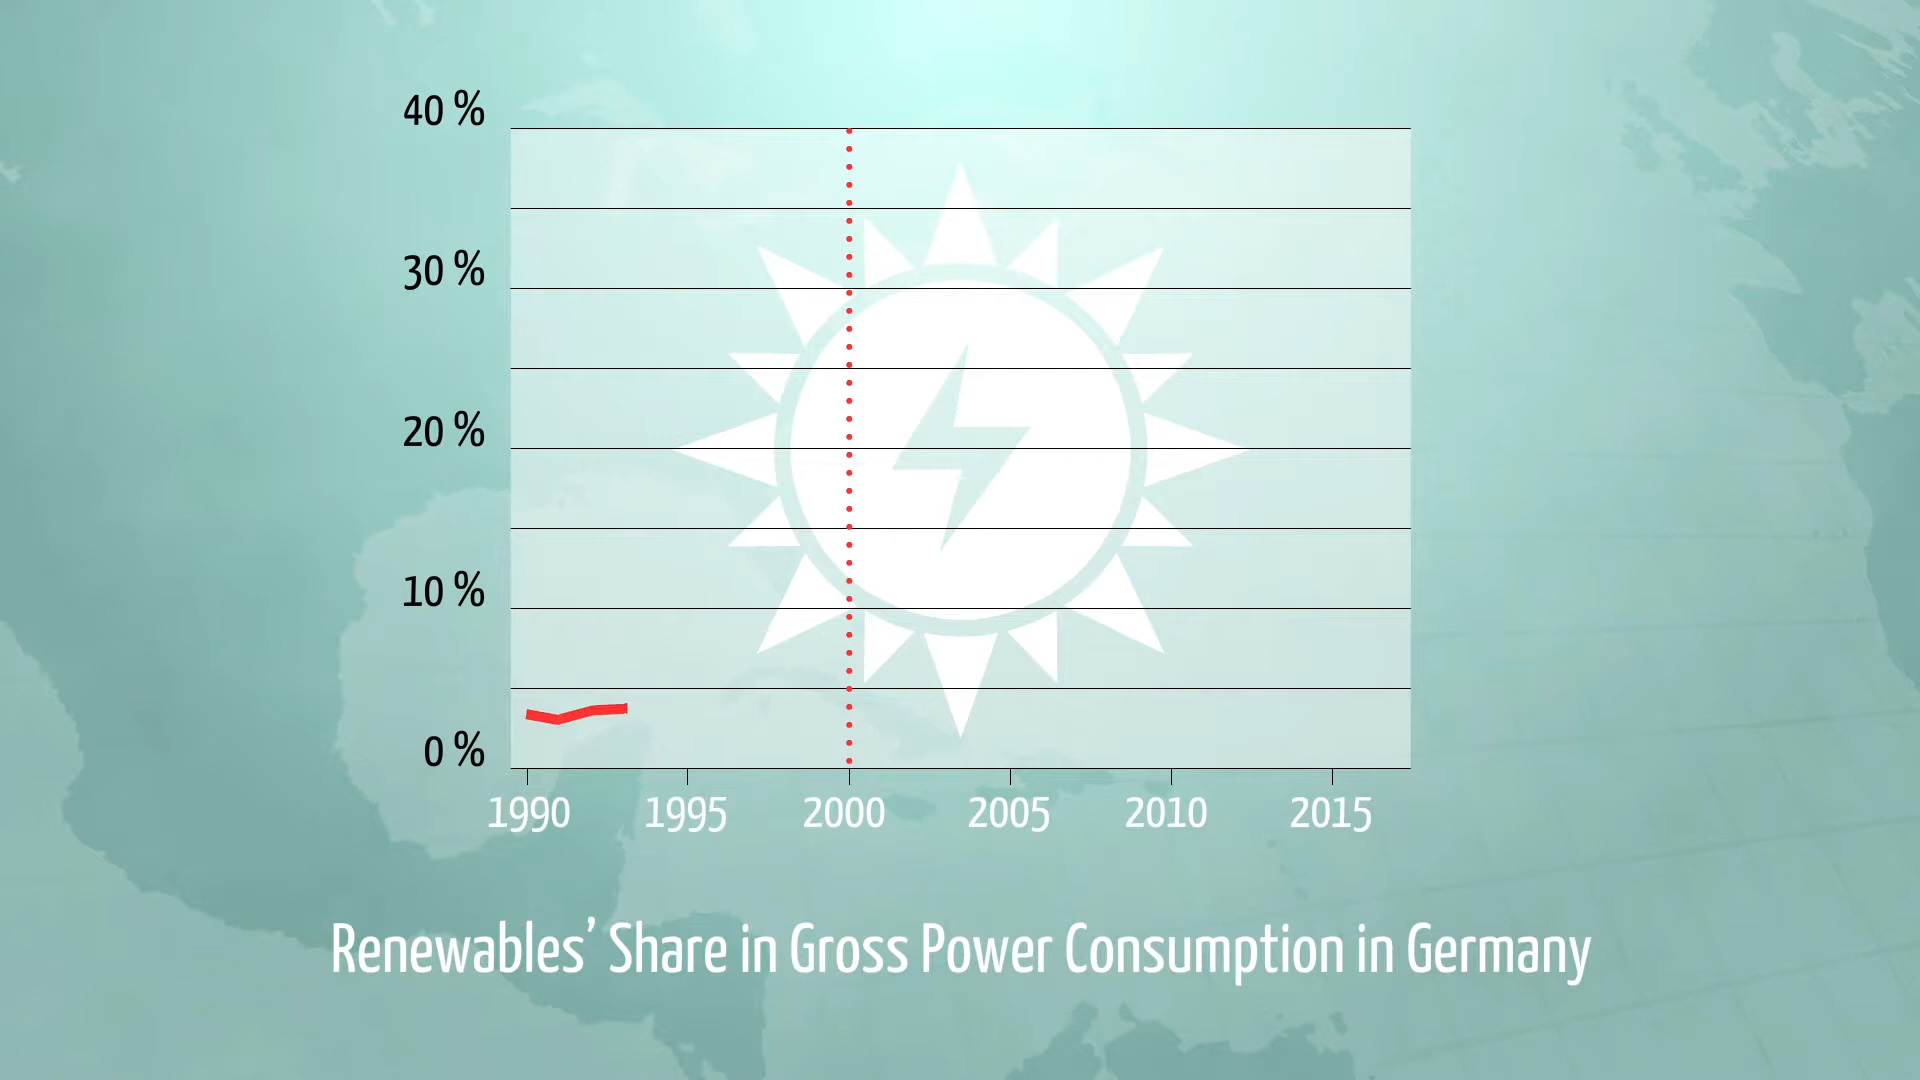 40 %
30 %
20 %
10 %
0 %
1990 1995 2000 2005 2010 2015
Renewables’ Share in Gross Power Consumption in Germany